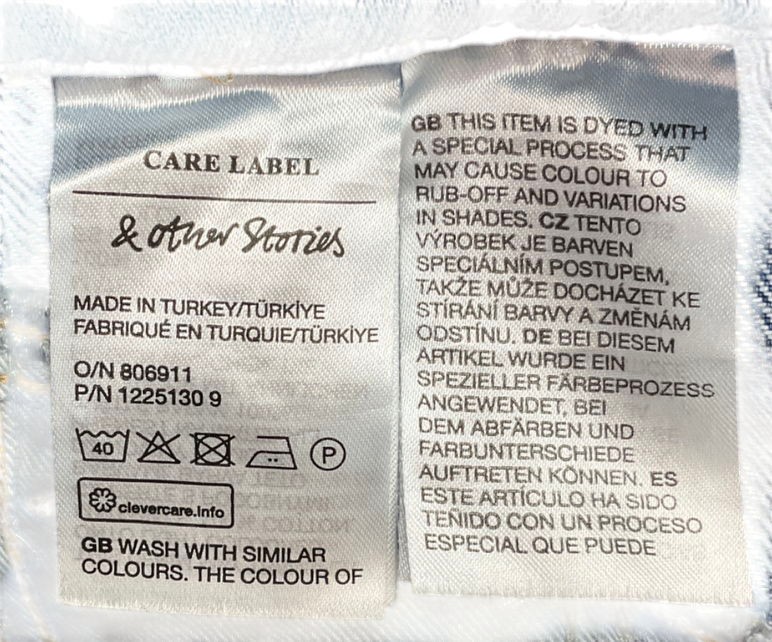 CARE LABEL
& other Stories
MADE IN TURKEY/TÜRKİYE
FABRIQUÉ EN TURQUIE/TÜRKİYE
O/N 806911
P/N 1225130 9
40
P
clevercare.info
GB WASH WITH SIMILAR
COLOURS. THE COLOUR OF
GB THIS ITEM IS DYED WITH
A SPECIAL PROCESS THAT
MAY CAUSE COLOUR TO
RUB-OFF AND VARIATIONS
IN SHADES. CZ TENTO
VÝROBEK JE BARVEN
SPECIÁLNÍM POSTUPEM,
TAKŽE MŮŽE DOCHÁZET KE
STÍRÁNÍ BARVY A ZMĚNÁM
ODSTÍNU. DE BEI DIESEM
ARTIKEL WURDE EIN
SPEZIELLER FÄRBEPROZESS
ANGEWENDET, BEI
DEM ABFÄRBEN UND
FARBUNTERSCHIEDE
AUFTRETEN KÖNNEN. ES
ESTE ARTÍCULO HA SIDO
TEÑIDO CON UN PROCESO
ESPECIAL QUE PUEDE